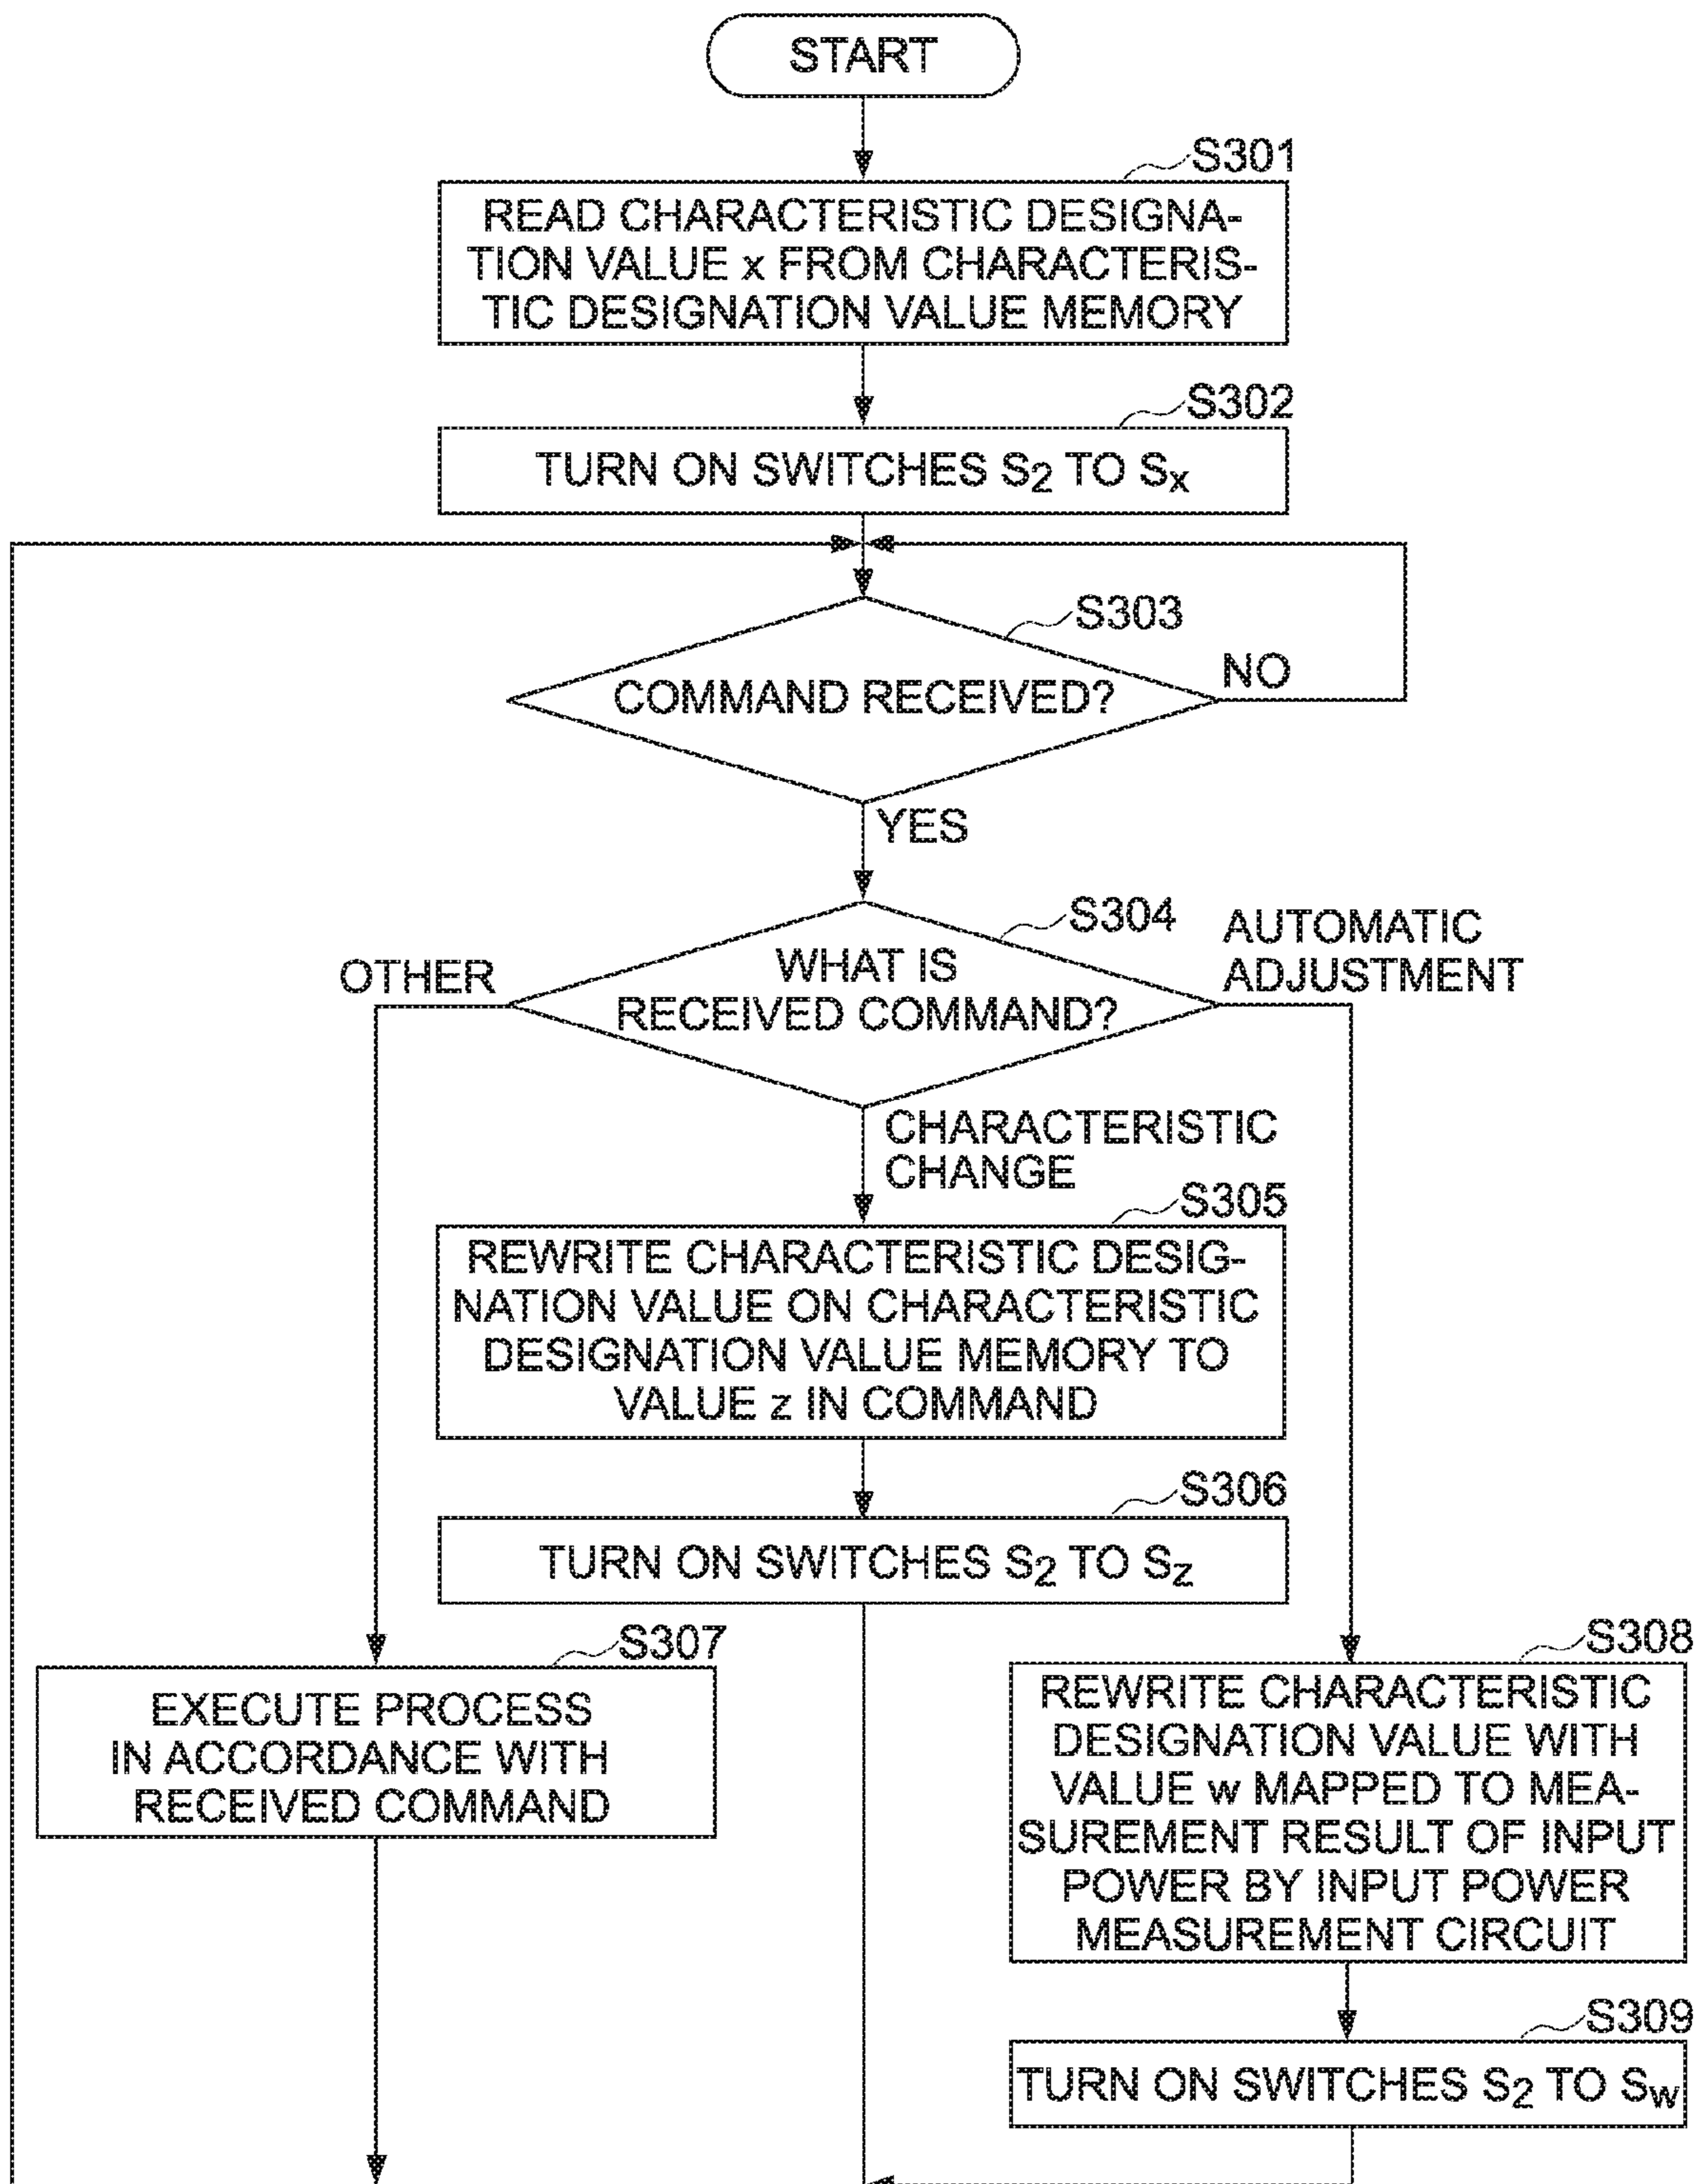 START
S301
READ CHARACTERISTIC DESIGNA-
TION VALUE x FROM CHARACTERIS-
TIC DESIGNATION VALUE MEMORY
S302
TURN ON SWITCHES S2 TO Sx
S303
COMMAND RECEIVED?
NO
YES
S304
WHAT IS
RECEIVED COMMAND?
OTHER
AUTOMATIC
ADJUSTMENT
CHARACTERISTIC
CHANGE
S305
REWRITE CHARACTERISTIC DESIG-
NATION VALUE ON CHARACTERISTIC
DESIGNATION VALUE MEMORY TO
VALUE z IN COMMAND
S306
TURN ON SWITCHES S2 TO Sz
S307
EXECUTE PROCESS
IN ACCORDANCE WITH
RECEIVED COMMAND
S308
REWRITE CHARACTERISTIC
DESIGNATION VALUE WITH
VALUE w MAPPED TO MEA-
SUREMENT RESULT OF INPUT
POWER BY INPUT POWER
MEASUREMENT CIRCUIT
S309
TURN ON SWITCHES S2 TO Sw